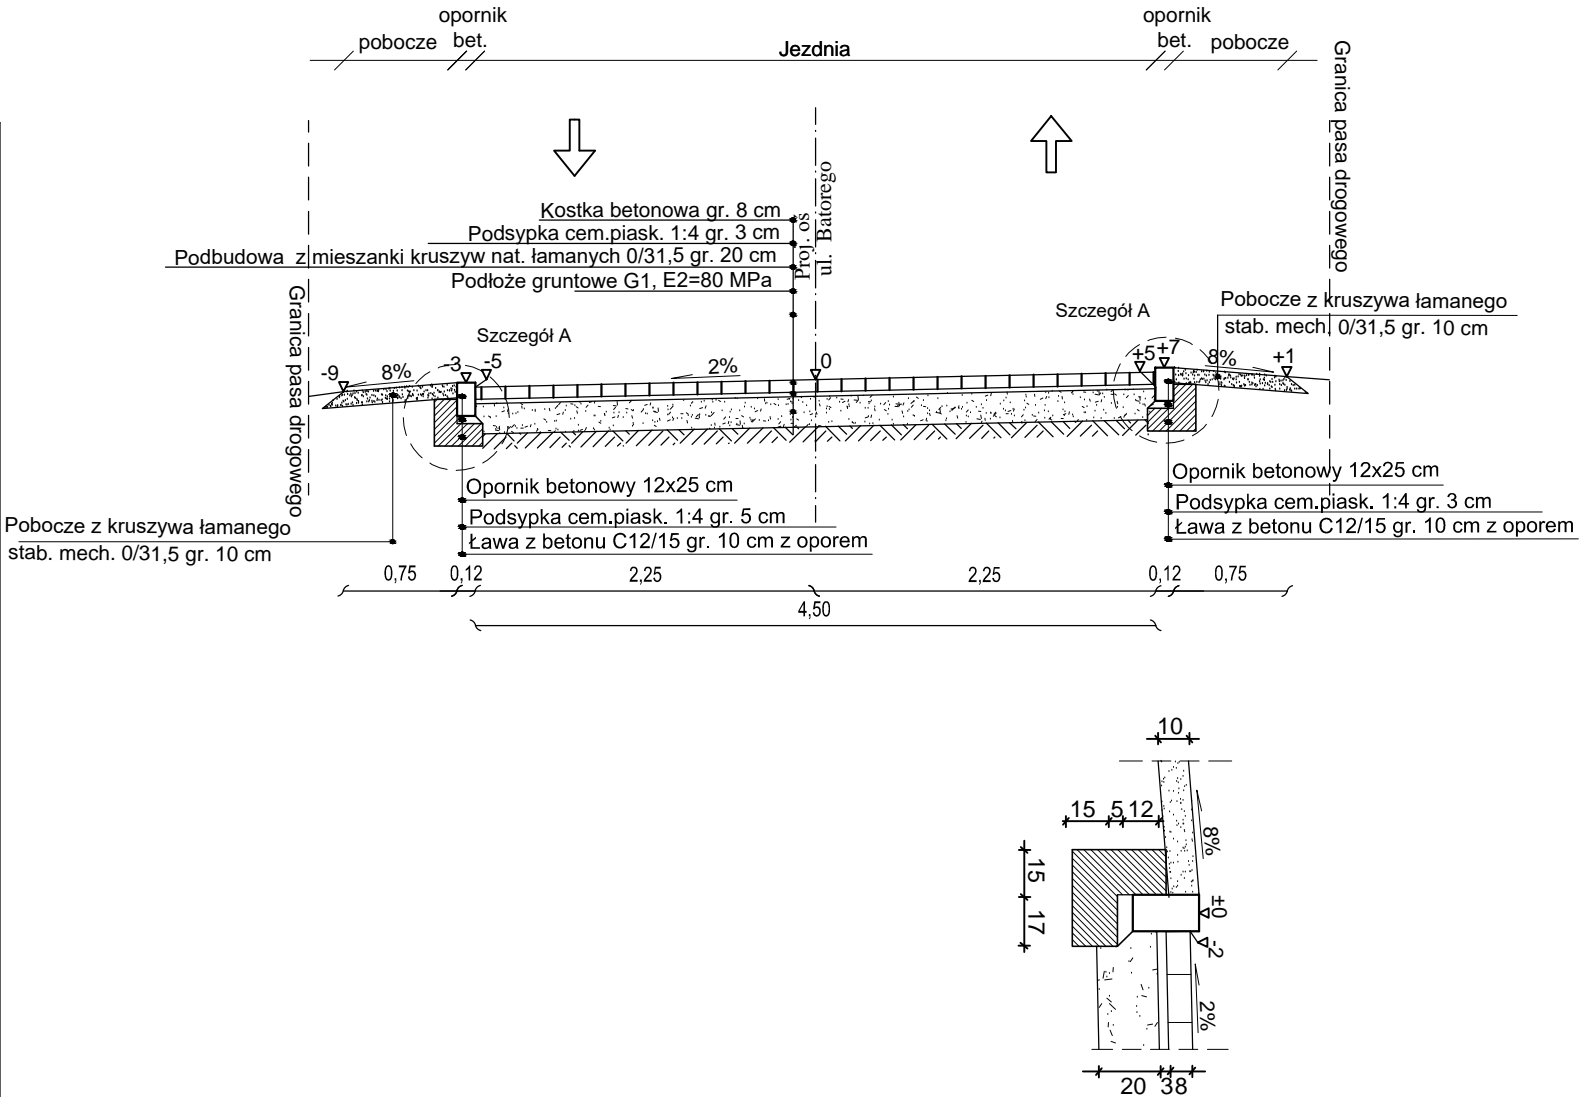 opornik
bet.
pobocze
Jezdnia
opornik
bet.
pobocze
Granica pasa drogowego
Granica pasa drogowego
Kostka betonowa gr. 8 cm
Podsypka cem.piask. 1:4 gr. 3 cm
Podbudowa z mieszanki kruszyw nat. łamanych 0/31,5 gr. 20 cm
Podłoże gruntowe G1, E2=80 MPa
Proj. oś
ul. Batorego
Szczegół A
Szczegół A
Pobocze z kruszywa łamanego
stab. mech. 0/31,5 gr. 10 cm
-9
8%
-3
-5
2%
0
+5
+7
8%
+1
Opornik betonowy 12x25 cm
Podsypka cem.piask. 1:4 gr. 5 cm
Ława z betonu C12/15 gr. 10 cm z oporem
Opornik betonowy 12x25 cm
Podsypka cem.piask. 1:4 gr. 3 cm
Ława z betonu C12/15 gr. 10 cm z oporem
Pobocze z kruszywa łamanego
stab. mech. 0/31,5 gr. 10 cm
0,75
0,12
2,25
2,25
0,12
0,75
4,50
10
15
5
12
8%
15
17
±0
-2
2%
20
3
8